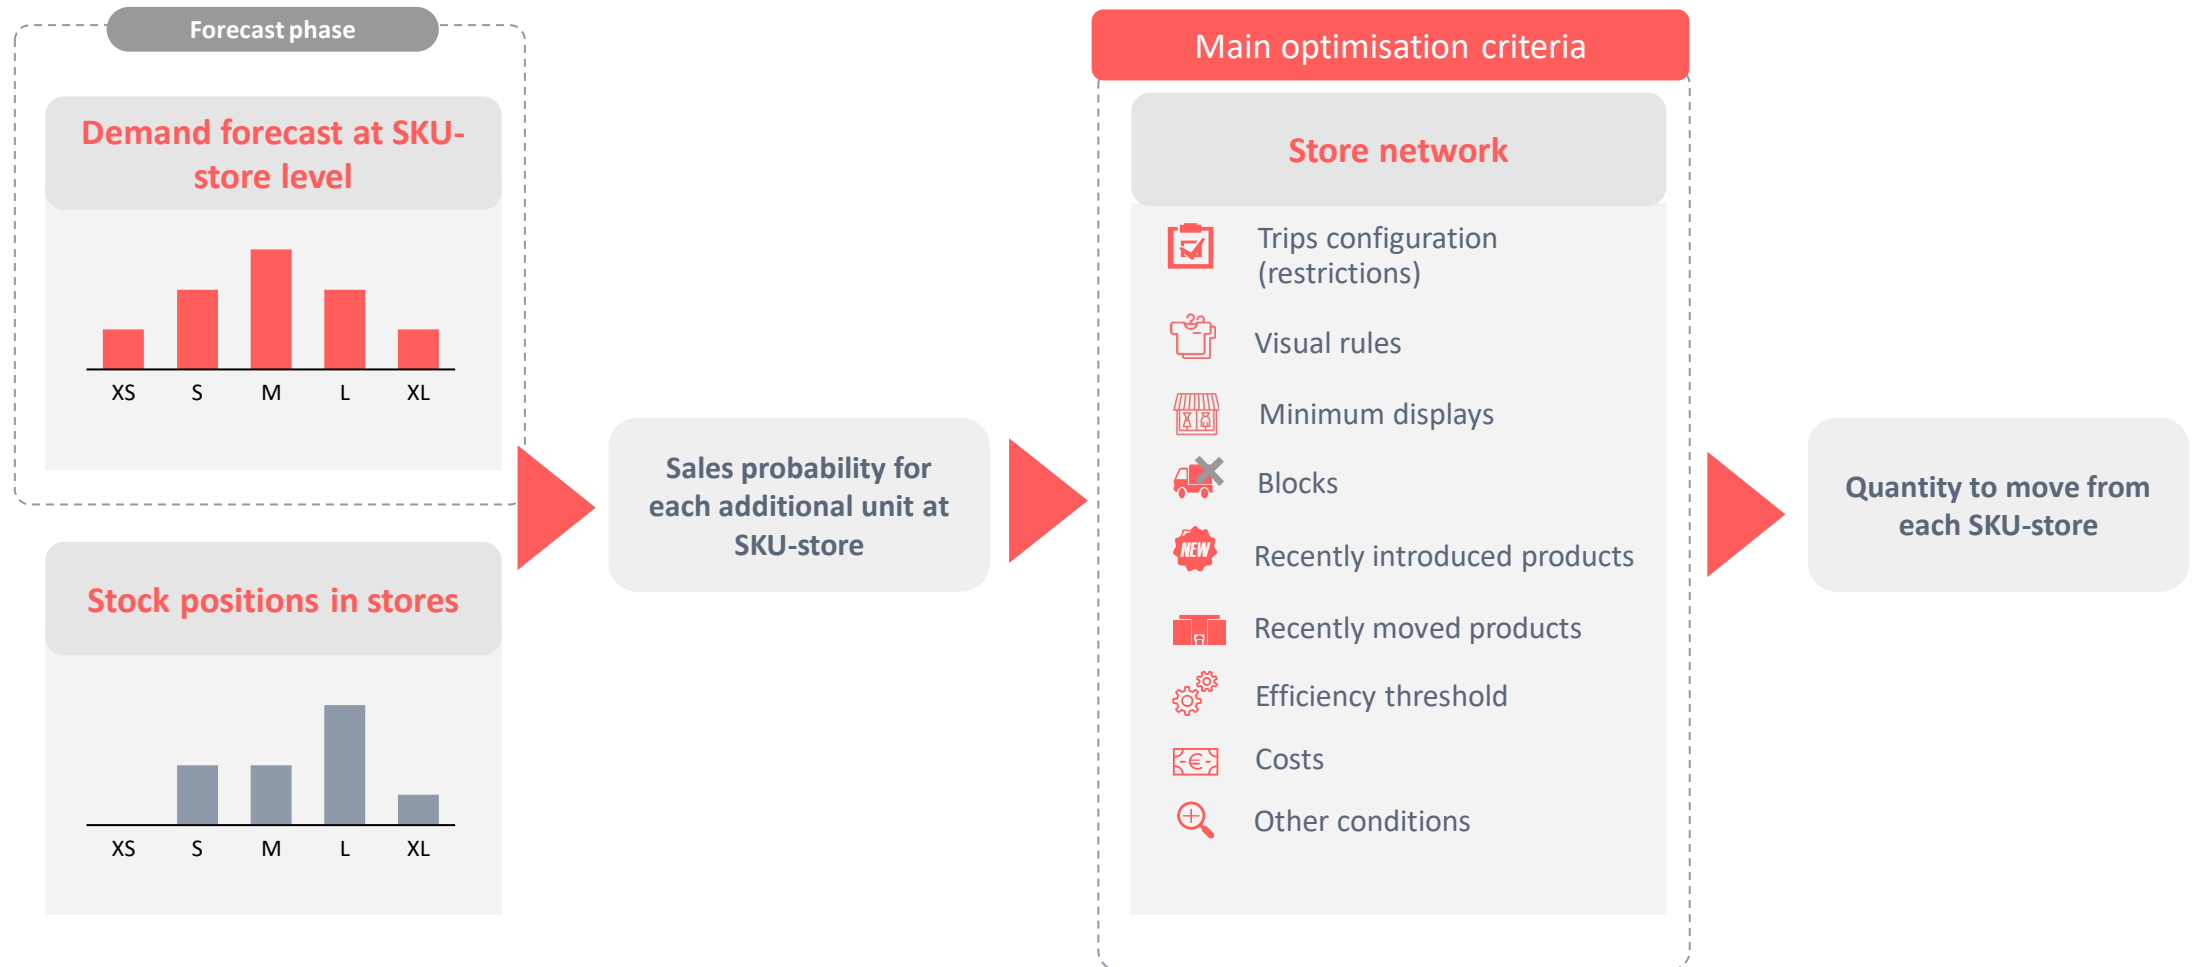 Forecast phase
Demand forecast at SKU-
store level
XS S M L XL
Stock positions in stores
XS S M L XL
Sales probability for
each additional unit at
SKU-store
Main optimisation criteria
Store network
Trips configuration
(restrictions)
Visual rules
Minimum displays
Blocks
NEW
Recently introduced products
Recently moved products
Efficiency threshold
€
Costs
Other conditions
Quantity to move from
each SKU-store